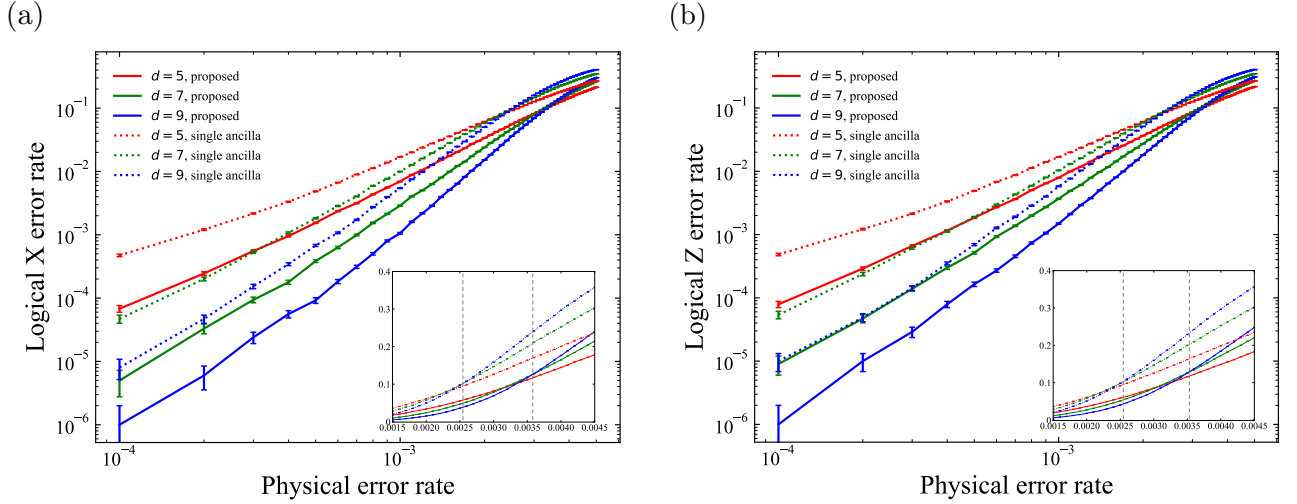 (a)
Logical X error rate
10⁻¹
10⁻²
10⁻³
10⁻⁴
10⁻⁵
10⁻⁶
d = 5, proposed
d = 7, proposed
d = 9, proposed
d = 5, single ancilla
d = 7, single ancilla
d = 9, single ancilla
0.4
0.3
0.2
0.1
0.0
0.0015 0.0020 0.0025 0.0030 0.0035 0.0040 0.0045
10⁻⁴ 10⁻³
Physical error rate
(b)
Logical Z error rate
10⁻¹
10⁻²
10⁻³
10⁻⁴
10⁻⁵
10⁻⁶
d = 5, proposed
d = 7, proposed
d = 9, proposed
d = 5, single ancilla
d = 7, single ancilla
d = 9, single ancilla
0.4
0.3
0.2
0.1
0.0
0.0015 0.0020 0.0025 0.0030 0.0035 0.0040 0.0045
10⁻⁴ 10⁻³
Physical error rate